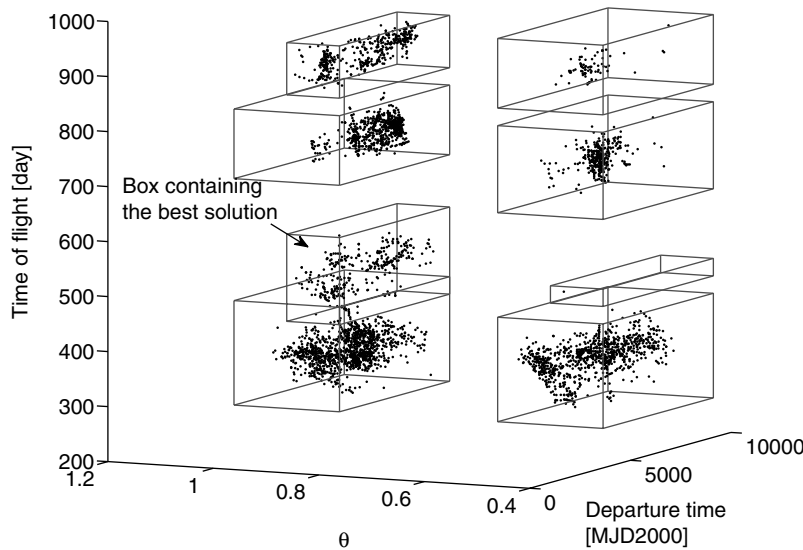 1000
900
800
700
600
500
400
300
200
Time of flight [day]
Box containing
the best solution
1.2
1
0.8
0.6
0.4
θ
0
5000
10000
Departure time
[MJD2000]